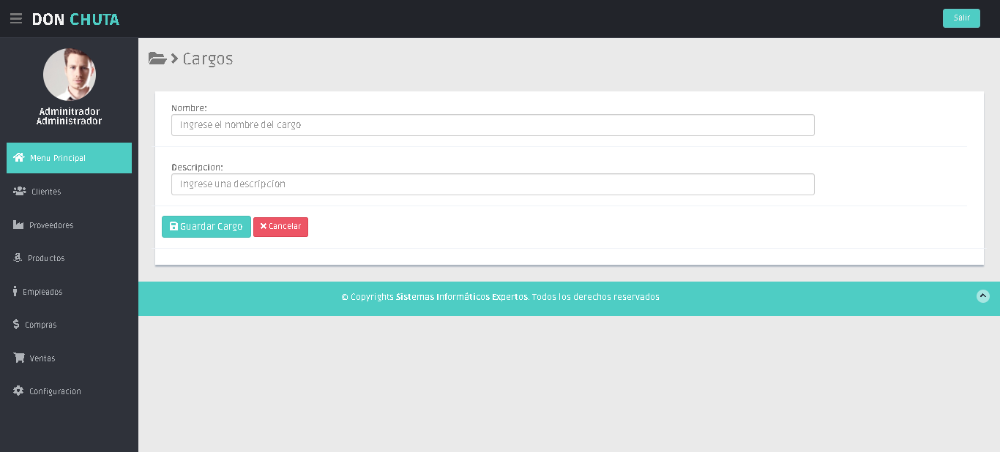 DON CHUTA
Salir
Adminitrador
Administrador
Menu Principal
Clientes
Proveedores
Productos
Empleados
Compras
Ventas
Configuracion
Cargos
Nombre:
Ingrese el nombre del cargo
Descripcion:
Ingrese una descripcion
Guardar Cargo
Cancelar
© Copyrights Sistemas Informáticos Expertos. Todos los derechos reservados